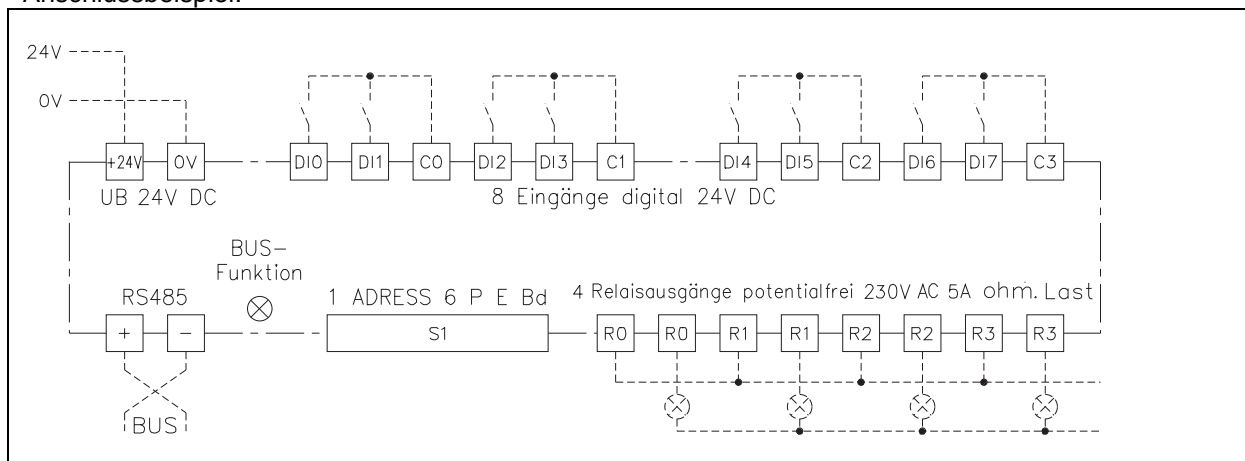 Anschlussbeispiel:
24V
0V
+24V 0V DI0 DI1 C0 DI2 DI3 C1 DI4 DI5 C2 DI6 DI7 C3
UB 24V DC
8 Eingänge digital 24V DC
BUS-
Funktion
RS485
1 ADRESS 6 P E Bd
4 Relaisausgänge potentialfrei 230V AC 5A ohm. Last
+ - S1 R0 R0 R1 R1 R2 R2 R3 R3
BUS